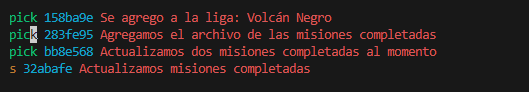 pick 158ba9e Se agrego a la liga: Volcán Negro
pick 283fe95 Agregamos el archivo de las misiones completadas
pick bb8e568 Actualizamos dos misiones completadas al momento
s 32abafe Actualizamos misiones completadas